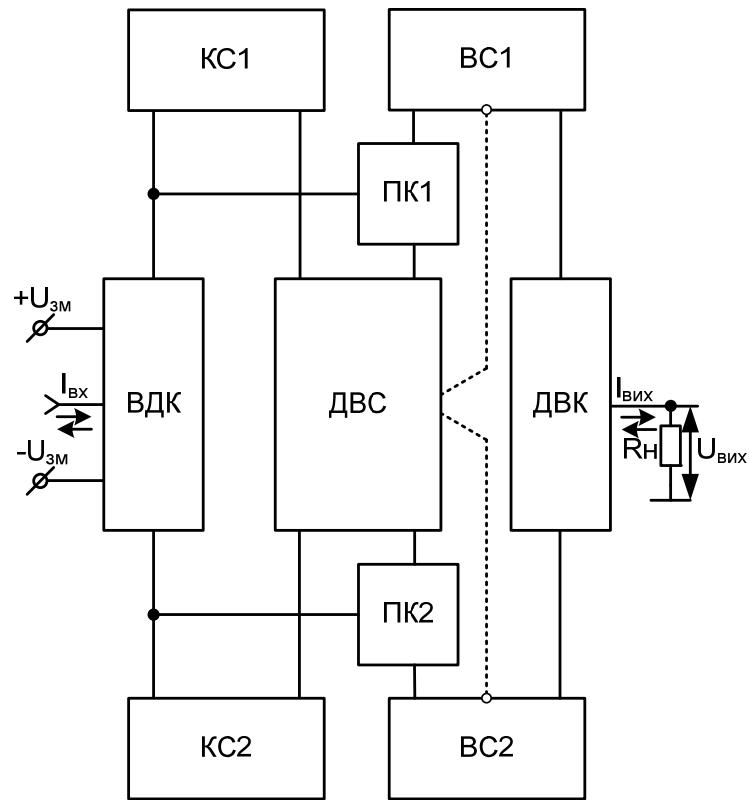 КС1
ВС1
ПК1
+Uзм
Iвх
-Uзм
ВДК
ДВС
ДВК
Iвих
Rн
Uвих
ПК2
КС2
ВС2